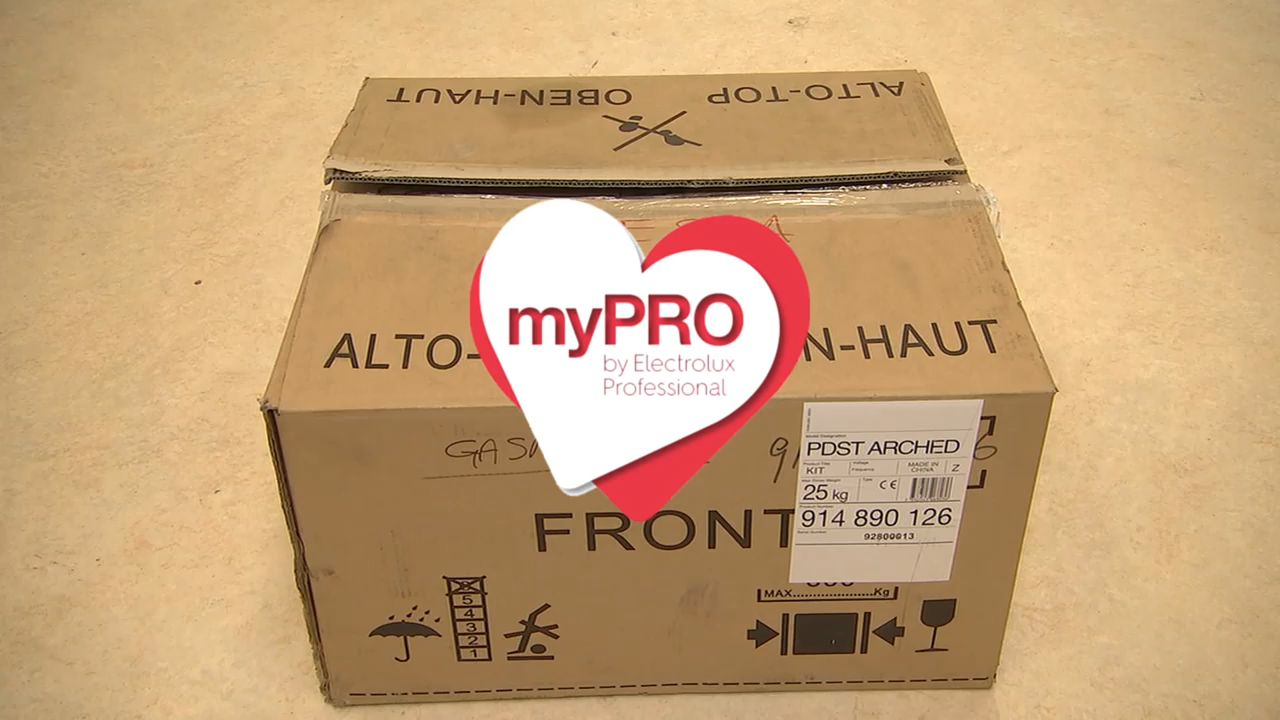 ALTO-TOP OBEN-HAUT
myPRO
by Electrolux
Professional
ALTO- N-HAUT
PDST ARCHED
KIT
MADE IN
CHINA
Z
25 kg
CE
914 890 126
92800013
FRONT
MAX. Kg
5
4
3
2
1